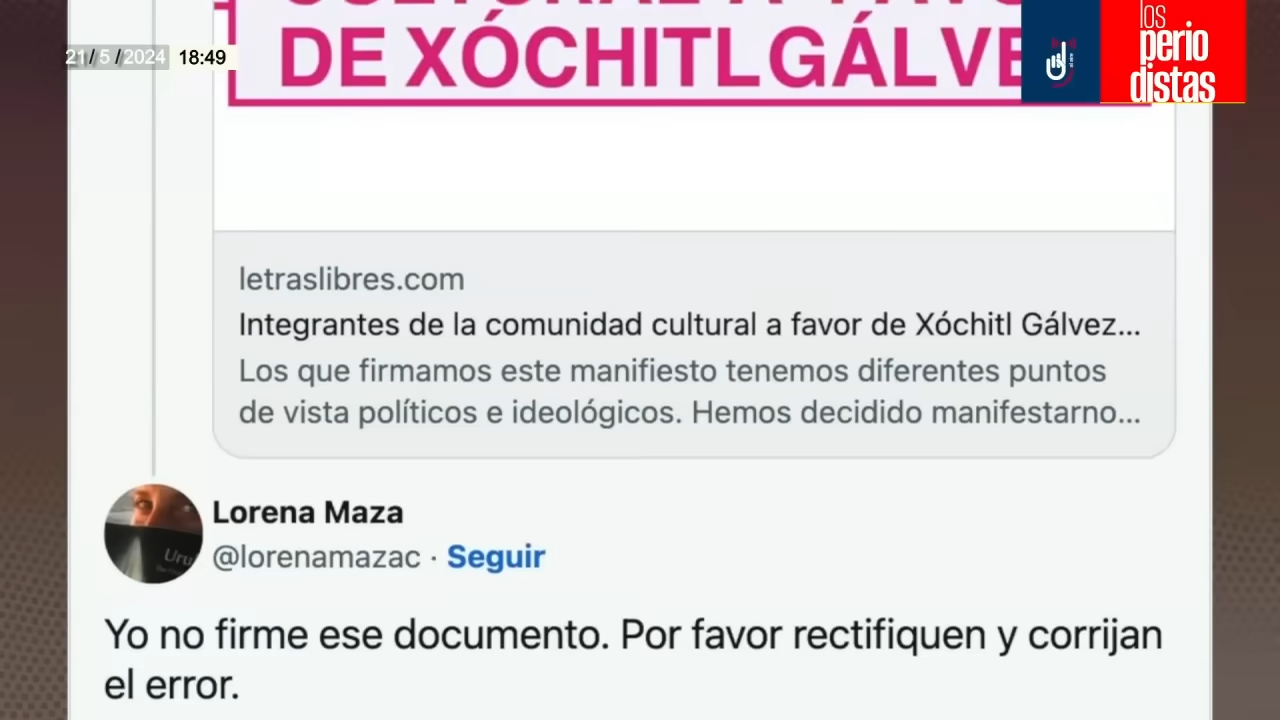 DE XÓCHITL GÁLVE
21/5/2024 18:49
los
perio
distas
letraslibres.com
Integrantes de la comunidad cultural a favor de Xóchitl Gálvez...
Los que firmamos este manifiesto tenemos diferentes puntos
de vista políticos e ideológicos. Hemos decidido manifestarno...
Uru
Lorena Maza
@lorenamazac · Seguir
Yo no firme ese documento. Por favor rectifiquen y corrijan
el error.